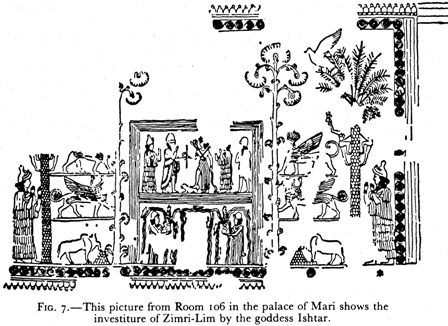 FIG. 7.—This picture from Room 106 in the palace of Mari shows the
investiture of Zimri-Lim by the goddess Ishtar.